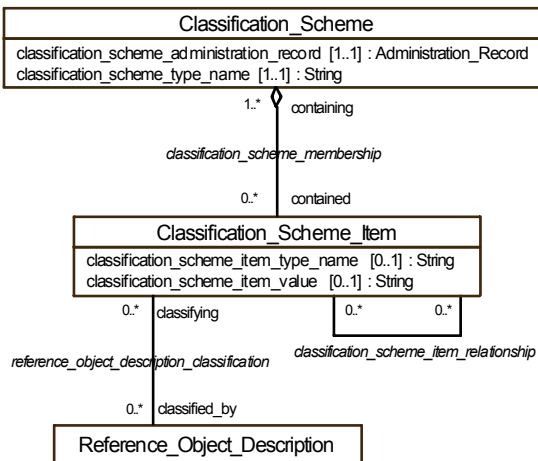 Classification_Scheme
classification_scheme_administration_record [1..1] : Administration_Record
classification_scheme_type_name [1..1] : String
1..* containing
classification_scheme_membership
0..* contained
Classification_Scheme_Item
classification_scheme_item_type_name [0..1] : String
classification_scheme_item_value [0..1] : String
0..* classifying 0..* 0..*
classification_scheme_item_relationship
reference_object_description_classification
0..* classified_by
Reference_Object_Description